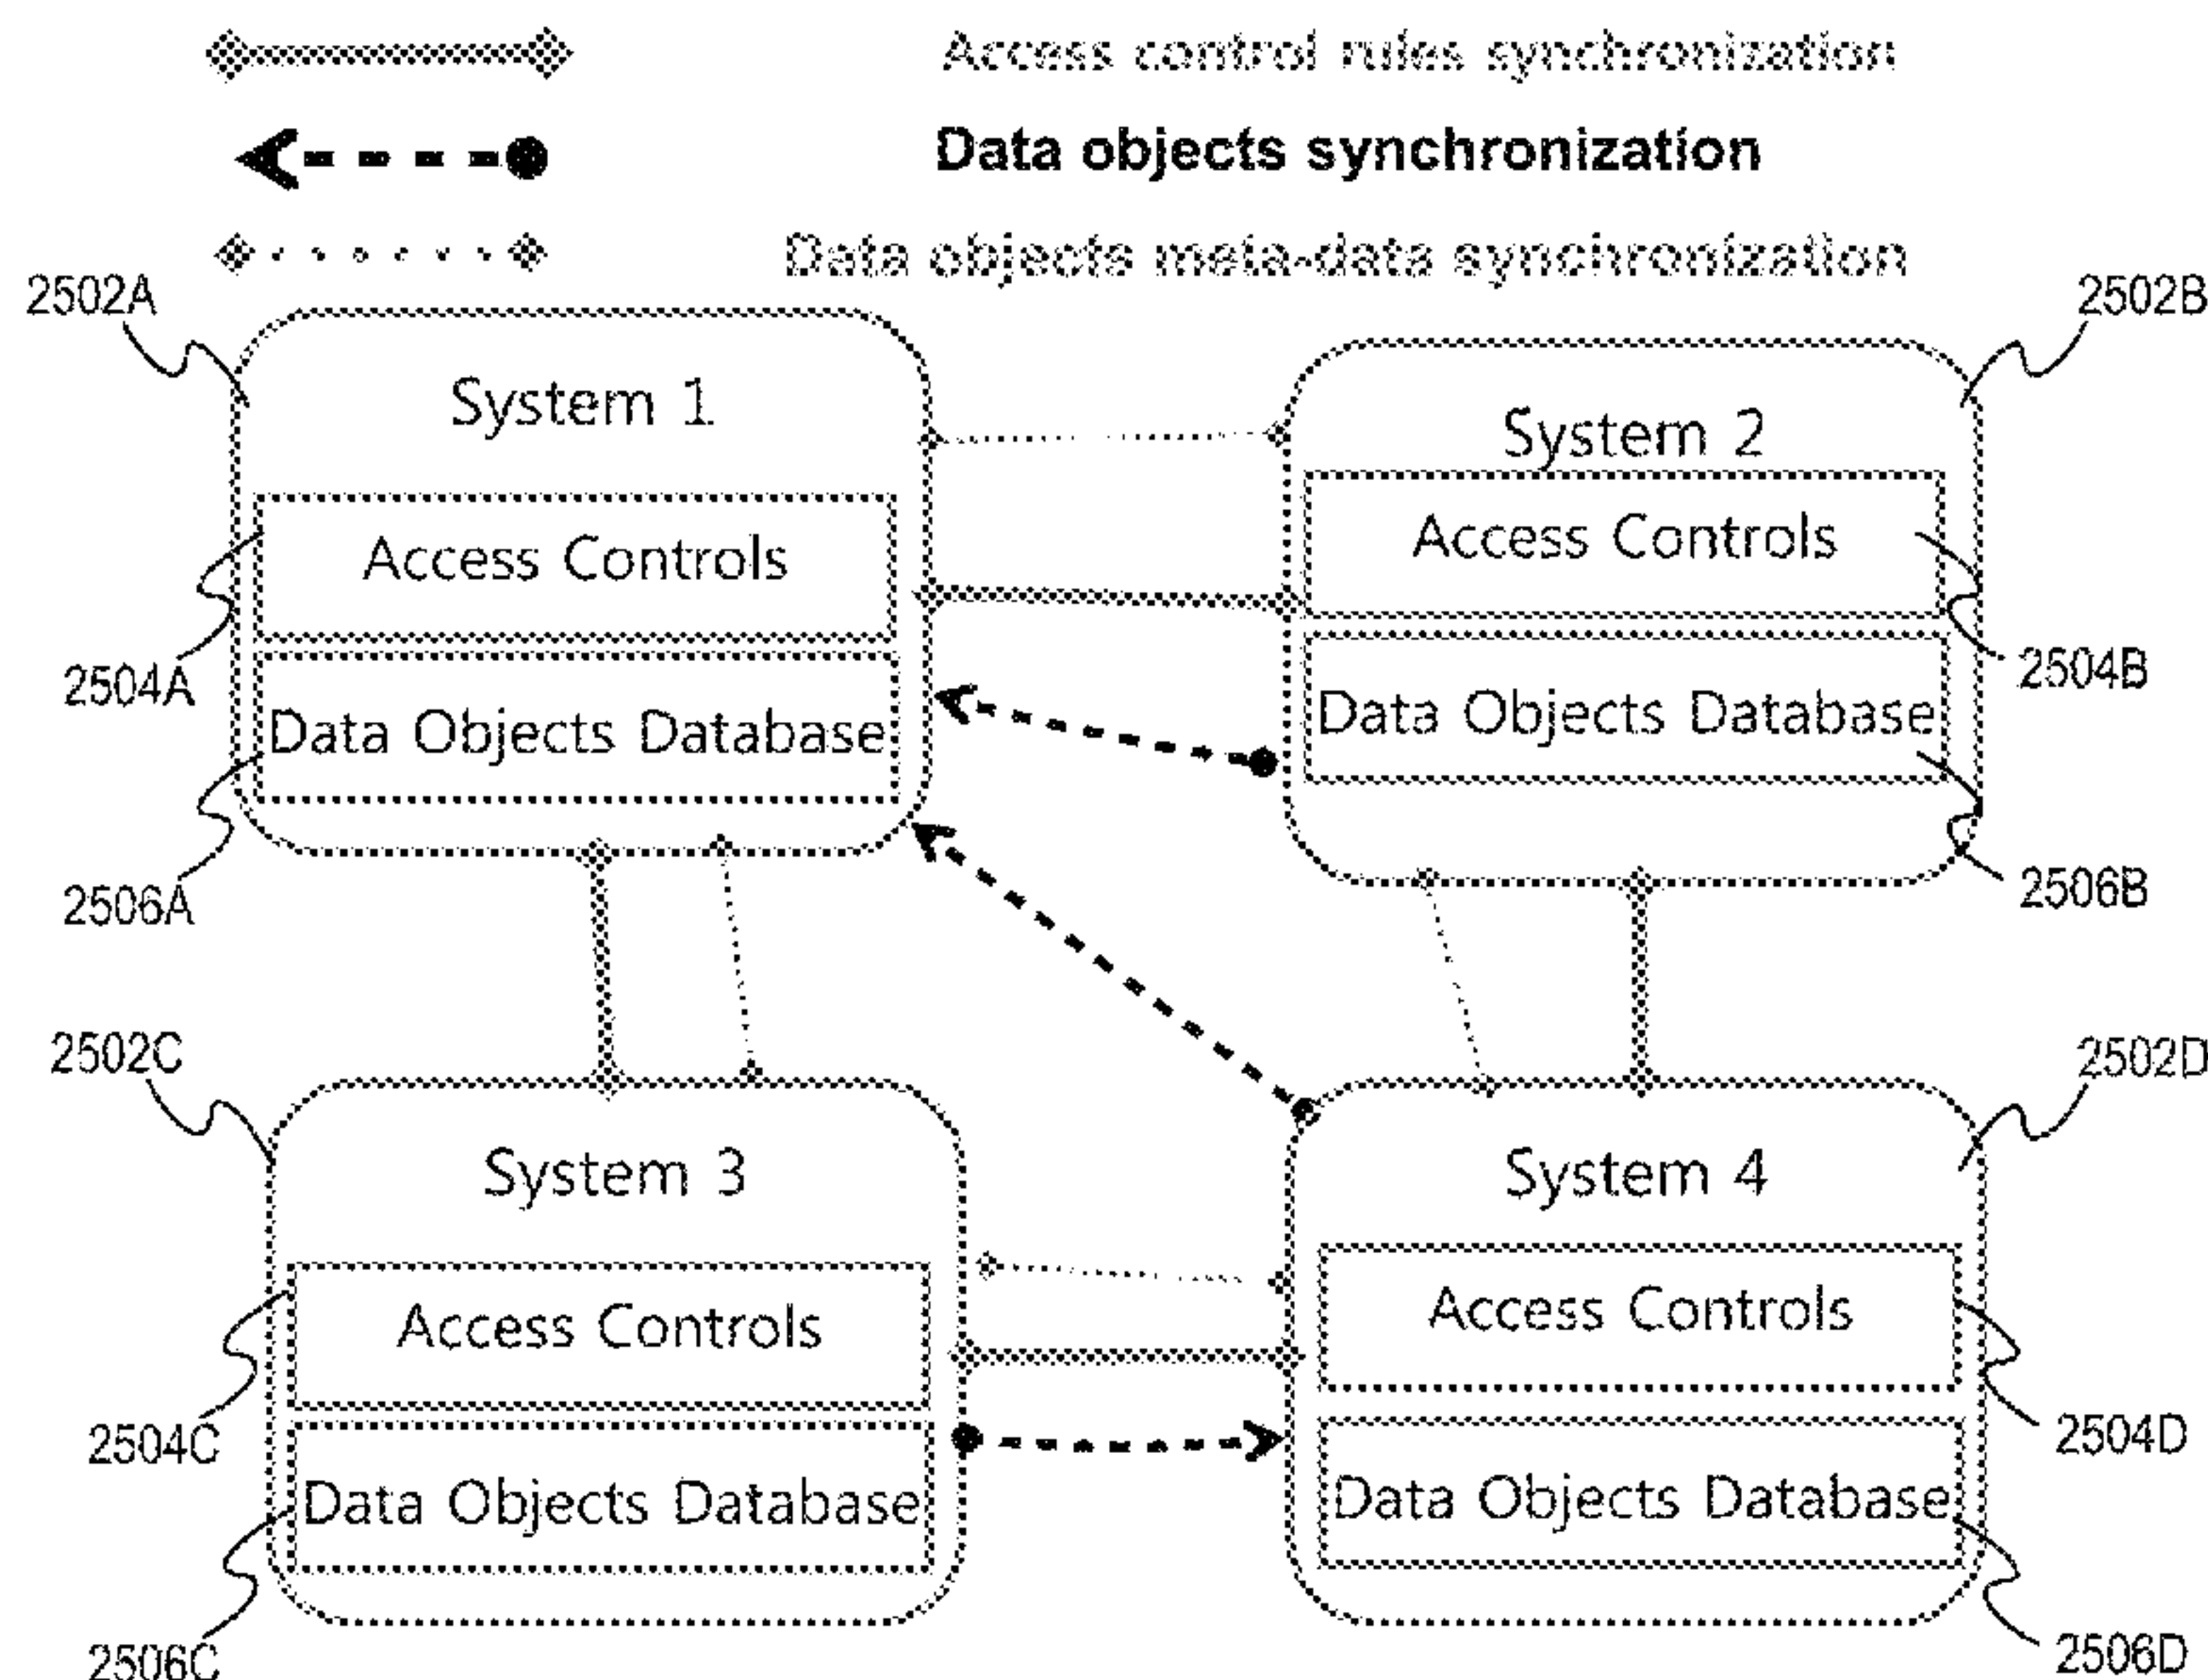 Access control rules synchronization
Data objects synchronization
Data objects meta-data synchronization
2502A
2502B
System 1
System 2
Access Controls
Access Controls
2504A
2504B
Data Objects Database
Data Objects Database
2506A
2506B
2502C
2502D
System 3
System 4
Access Controls
Access Controls
2504C
2504D
Data Objects Database
Data Objects Database
2506C
2506D